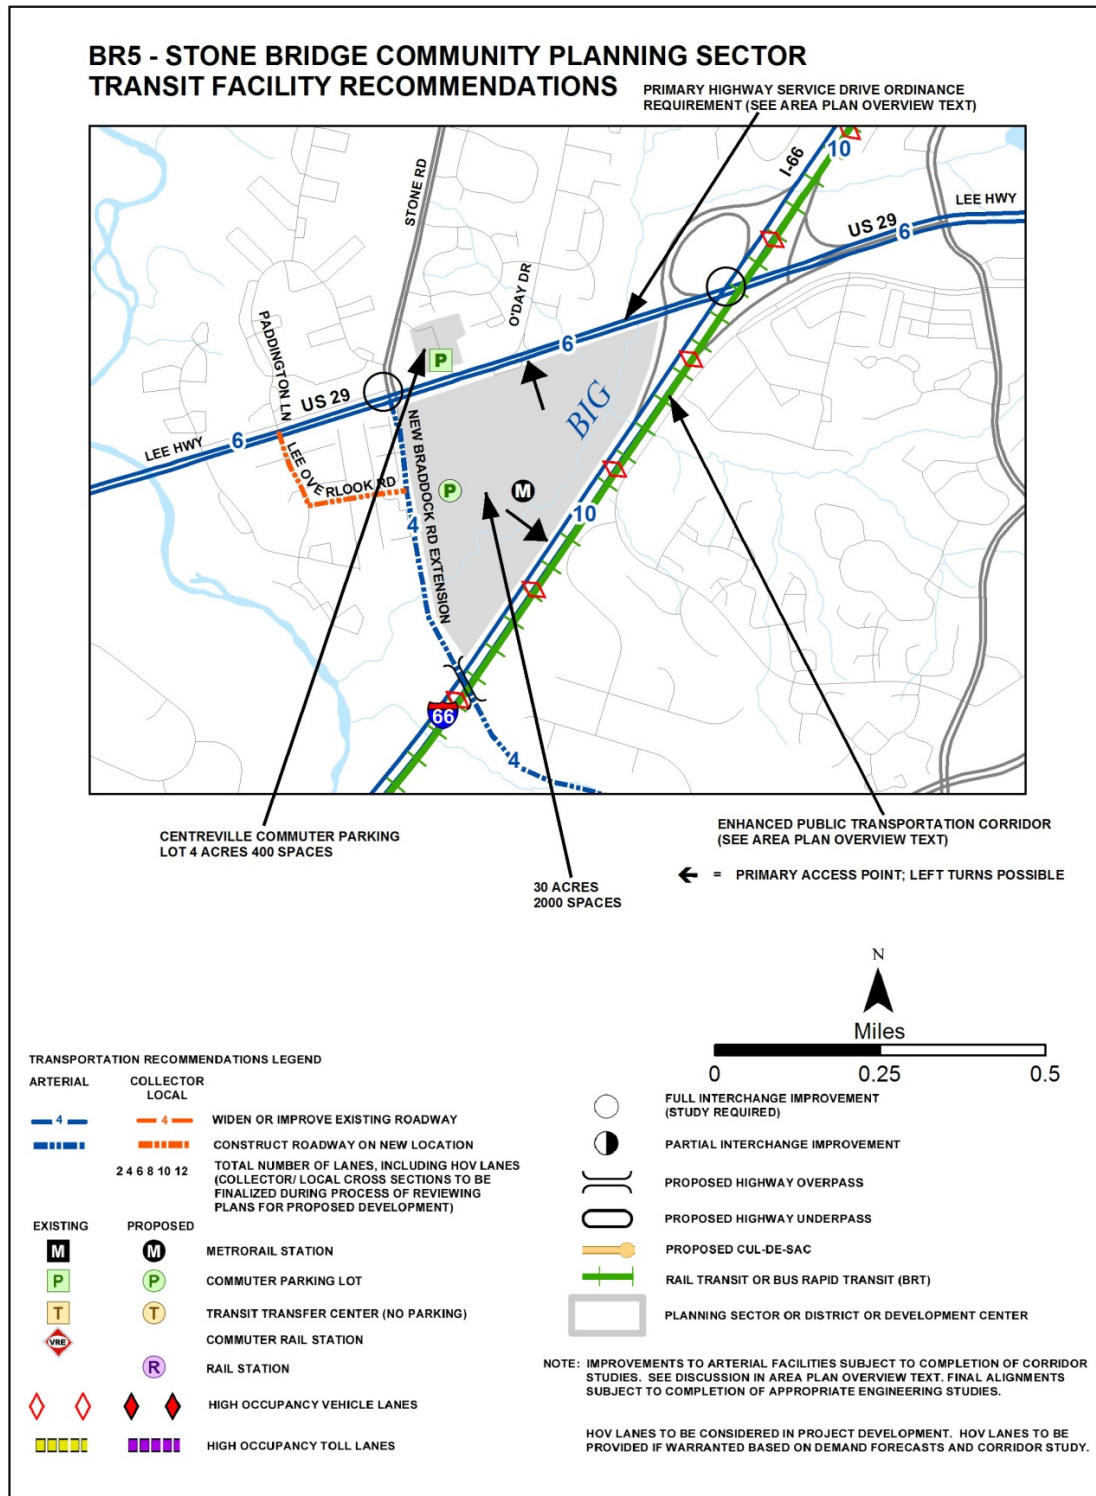 BR5 - STONE BRIDGE COMMUNITY PLANNING SECTOR
TRANSIT FACILITY RECOMMENDATIONS
PRIMARY HIGHWAY SERVICE DRIVE ORDINANCE
REQUIREMENT (SEE AREA PLAN OVERVIEW TEXT)
10
I-66
STONE RD
LEE HWY
US 29
6
O'DAY DR
PADDINGTON LN
P
6
US 29
BIG
LEE HWY
6
NEW BRADDOCK RD EXTENSION
LEE OVERLOOK RD
P
M
4
10
66
4
CENTREVILLE COMMUTER PARKING
LOT 4 ACRES 400 SPACES
30 ACRES
2000 SPACES
ENHANCED PUBLIC TRANSPORTATION CORRIDOR
(SEE AREA PLAN OVERVIEW TEXT)
= PRIMARY ACCESS POINT; LEFT TURNS POSSIBLE
N
Miles
0 0.25 0.5
TRANSPORTATION RECOMMENDATIONS LEGEND
ARTERIAL COLLECTOR
LOCAL
4 4 WIDEN OR IMPROVE EXISTING ROADWAY
CONSTRUCT ROADWAY ON NEW LOCATION
2 4 6 8 10 12 TOTAL NUMBER OF LANES, INCLUDING HOV LANES
(COLLECTOR/ LOCAL CROSS SECTIONS TO BE
FINALIZED DURING PROCESS OF REVIEWING
PLANS FOR PROPOSED DEVELOPMENT)
EXISTING PROPOSED
M M METRORAIL STATION
P P COMMUTER PARKING LOT
T T TRANSIT TRANSFER CENTER (NO PARKING)
VRE COMMUTER RAIL STATION
R RAIL STATION
HIGH OCCUPANCY VEHICLE LANES
HIGH OCCUPANCY TOLL LANES
FULL INTERCHANGE IMPROVEMENT
(STUDY REQUIRED)
PARTIAL INTERCHANGE IMPROVEMENT
PROPOSED HIGHWAY OVERPASS
PROPOSED HIGHWAY UNDERPASS
PROPOSED CUL-DE-SAC
RAIL TRANSIT OR BUS RAPID TRANSIT (BRT)
PLANNING SECTOR OR DISTRICT OR DEVELOPMENT CENTER
NOTE: IMPROVEMENTS TO ARTERIAL FACILITIES SUBJECT TO COMPLETION OF CORRIDOR
STUDIES. SEE DISCUSSION IN AREA PLAN OVERVIEW TEXT. FINAL ALIGNMENTS
SUBJECT TO COMPLETION OF APPROPRIATE ENGINEERING STUDIES.
HOV LANES TO BE CONSIDERED IN PROJECT DEVELOPMENT. HOV LANES TO BE
PROVIDED IF WARRANTED BASED ON DEMAND FORECASTS AND CORRIDOR STUDY.